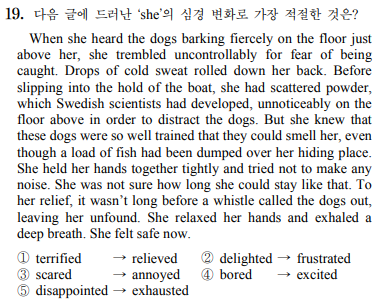 19. 다음 글에 드러난 ‘she’의 심경 변화로 가장 적절한 것은?
When she heard the dogs barking fiercely on the floor just
above her, she trembled uncontrollably for fear of being
caught. Drops of cold sweat rolled down her back. Before
slipping into the hold of the boat, she had scattered powder,
which Swedish scientists had developed, unnoticeably on the
floor above in order to distract the dogs. But she knew that
these dogs were so well trained that they could smell her, even
though a load of fish had been dumped over her hiding place.
She held her hands together tightly and tried not to make any
noise. She was not sure how long she could stay like that. To
her relief, it wasn’t long before a whistle called the dogs out,
leaving her unfound. She relaxed her hands and exhaled a
deep breath. She felt safe now.
① terrified → relieved ② delighted → frustrated
③ scared → annoyed ④ bored → excited
⑤ disappointed → exhausted